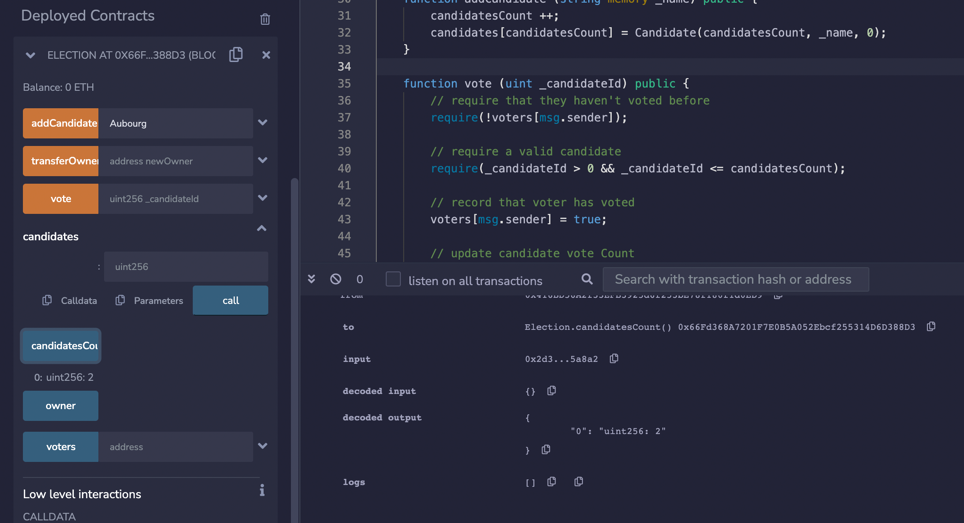 Deployed Contracts
ELECTION AT 0X66F...388D3 (BLOC
Balance: 0 ETH
addCandidate
Aubourg
transferOwner
address newOwner
vote
uint256 _candidateId
candidates
: uint256
Calldata
Parameters
call
candidatesCou
0: uint256: 2
owner
voters
address
Low level interactions
i
CALLDATA
30 function addCandidate (string memory _name) public {
31 candidatesCount ++;
32 candidates[candidatesCount] = Candidate(candidatesCount, _name, 0);
33 }
34
35 function vote (uint _candidateId) public {
36 // require that they haven't voted before
37 require(!voters[msg.sender]);
38
39 // require a valid candidate
40 require(_candidateId > 0 && _candidateId <= candidatesCount);
41
42 // record that voter has voted
43 voters[msg.sender] = true;
44
45 // update candidate vote Count
0
listen on all transactions
Search with transaction hash or address
from
to Election.candidatesCount() 0x66Fd368A7201F7E0B5A052Ebcf255314D6D388D3
input 0x2d3...5a8a2
decoded input {}
decoded output {
"0": "uint256: 2"
}
logs []